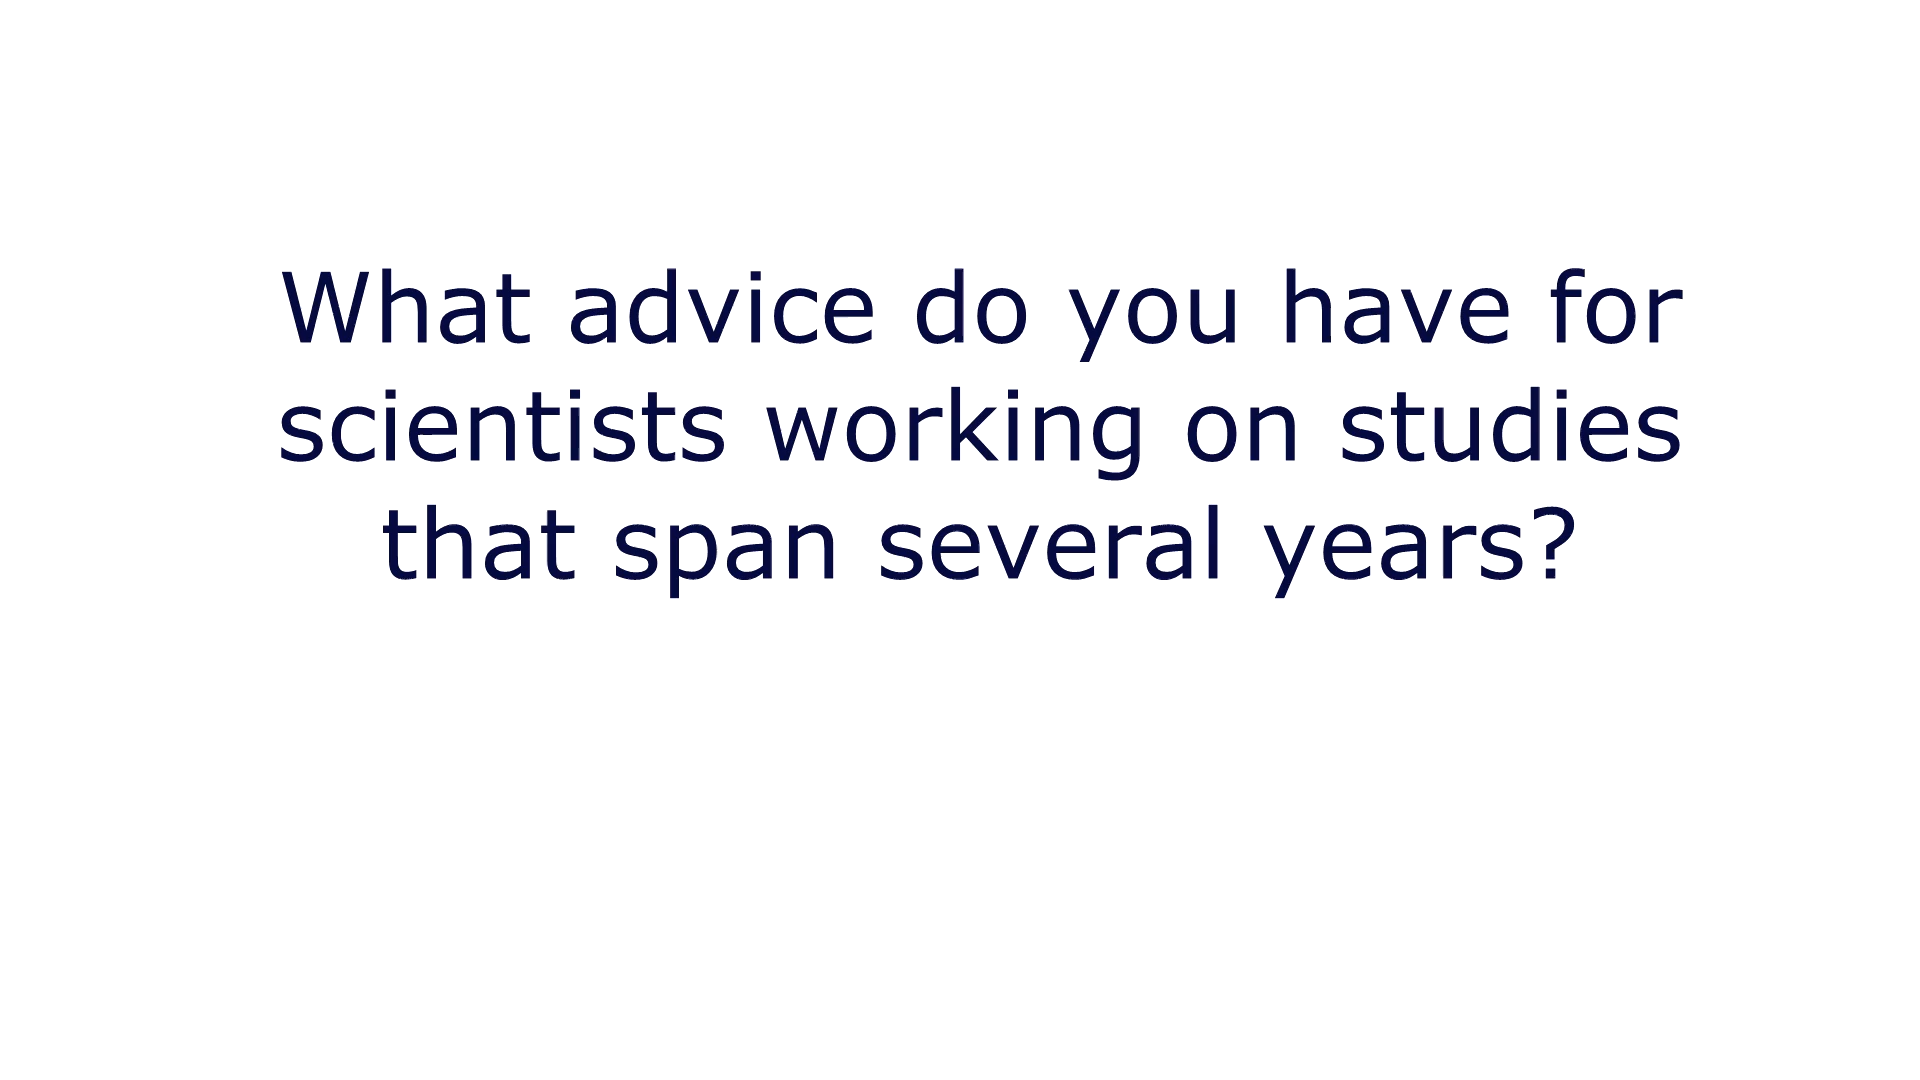 What advice do you have for
scientists working on studies
that span several years?